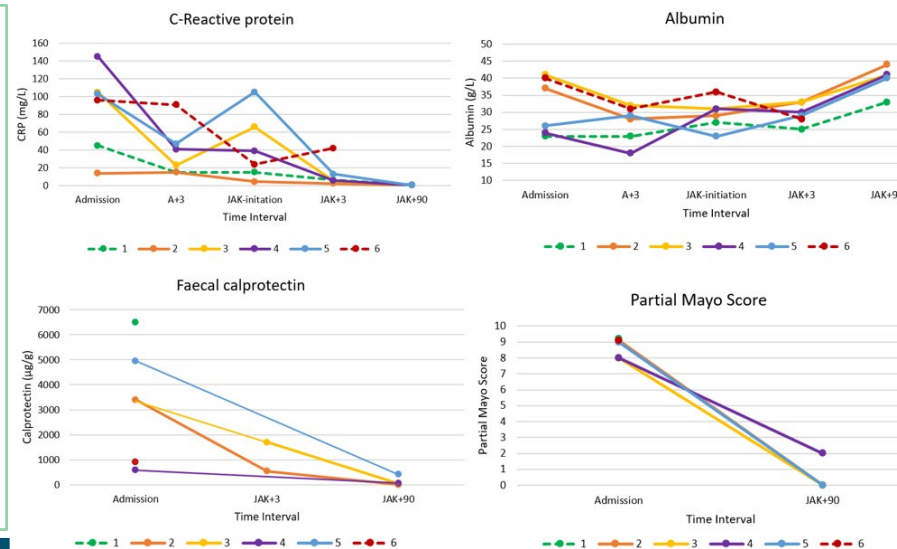 C-Reactive protein
CRP (mg/L)
160
140
120
100
80
60
40
20
0
Admission A+3 JAK-initation JAK+3 JAK+90
Time Interval
1 2 3 4 5 6
Albumin
Albumin (g/L)
50
45
40
35
30
25
20
15
10
Admission A+3 JAK-initiation JAK+3 JAK+9
Time Interval
1 2 3 4 5 6
Faecal calprotectin
Calprotectin (µg/g)
7000
6000
5000
4000
3000
2000
1000
0
Admission JAK+3 JAK+90
Time Interval
1 2 3 4 5 6
Partial Mayo Score
Partial Mayo Score
10
9
8
7
6
5
4
3
2
1
0
Admission JAK+90
Time Interval
1 2 3 4 5 6